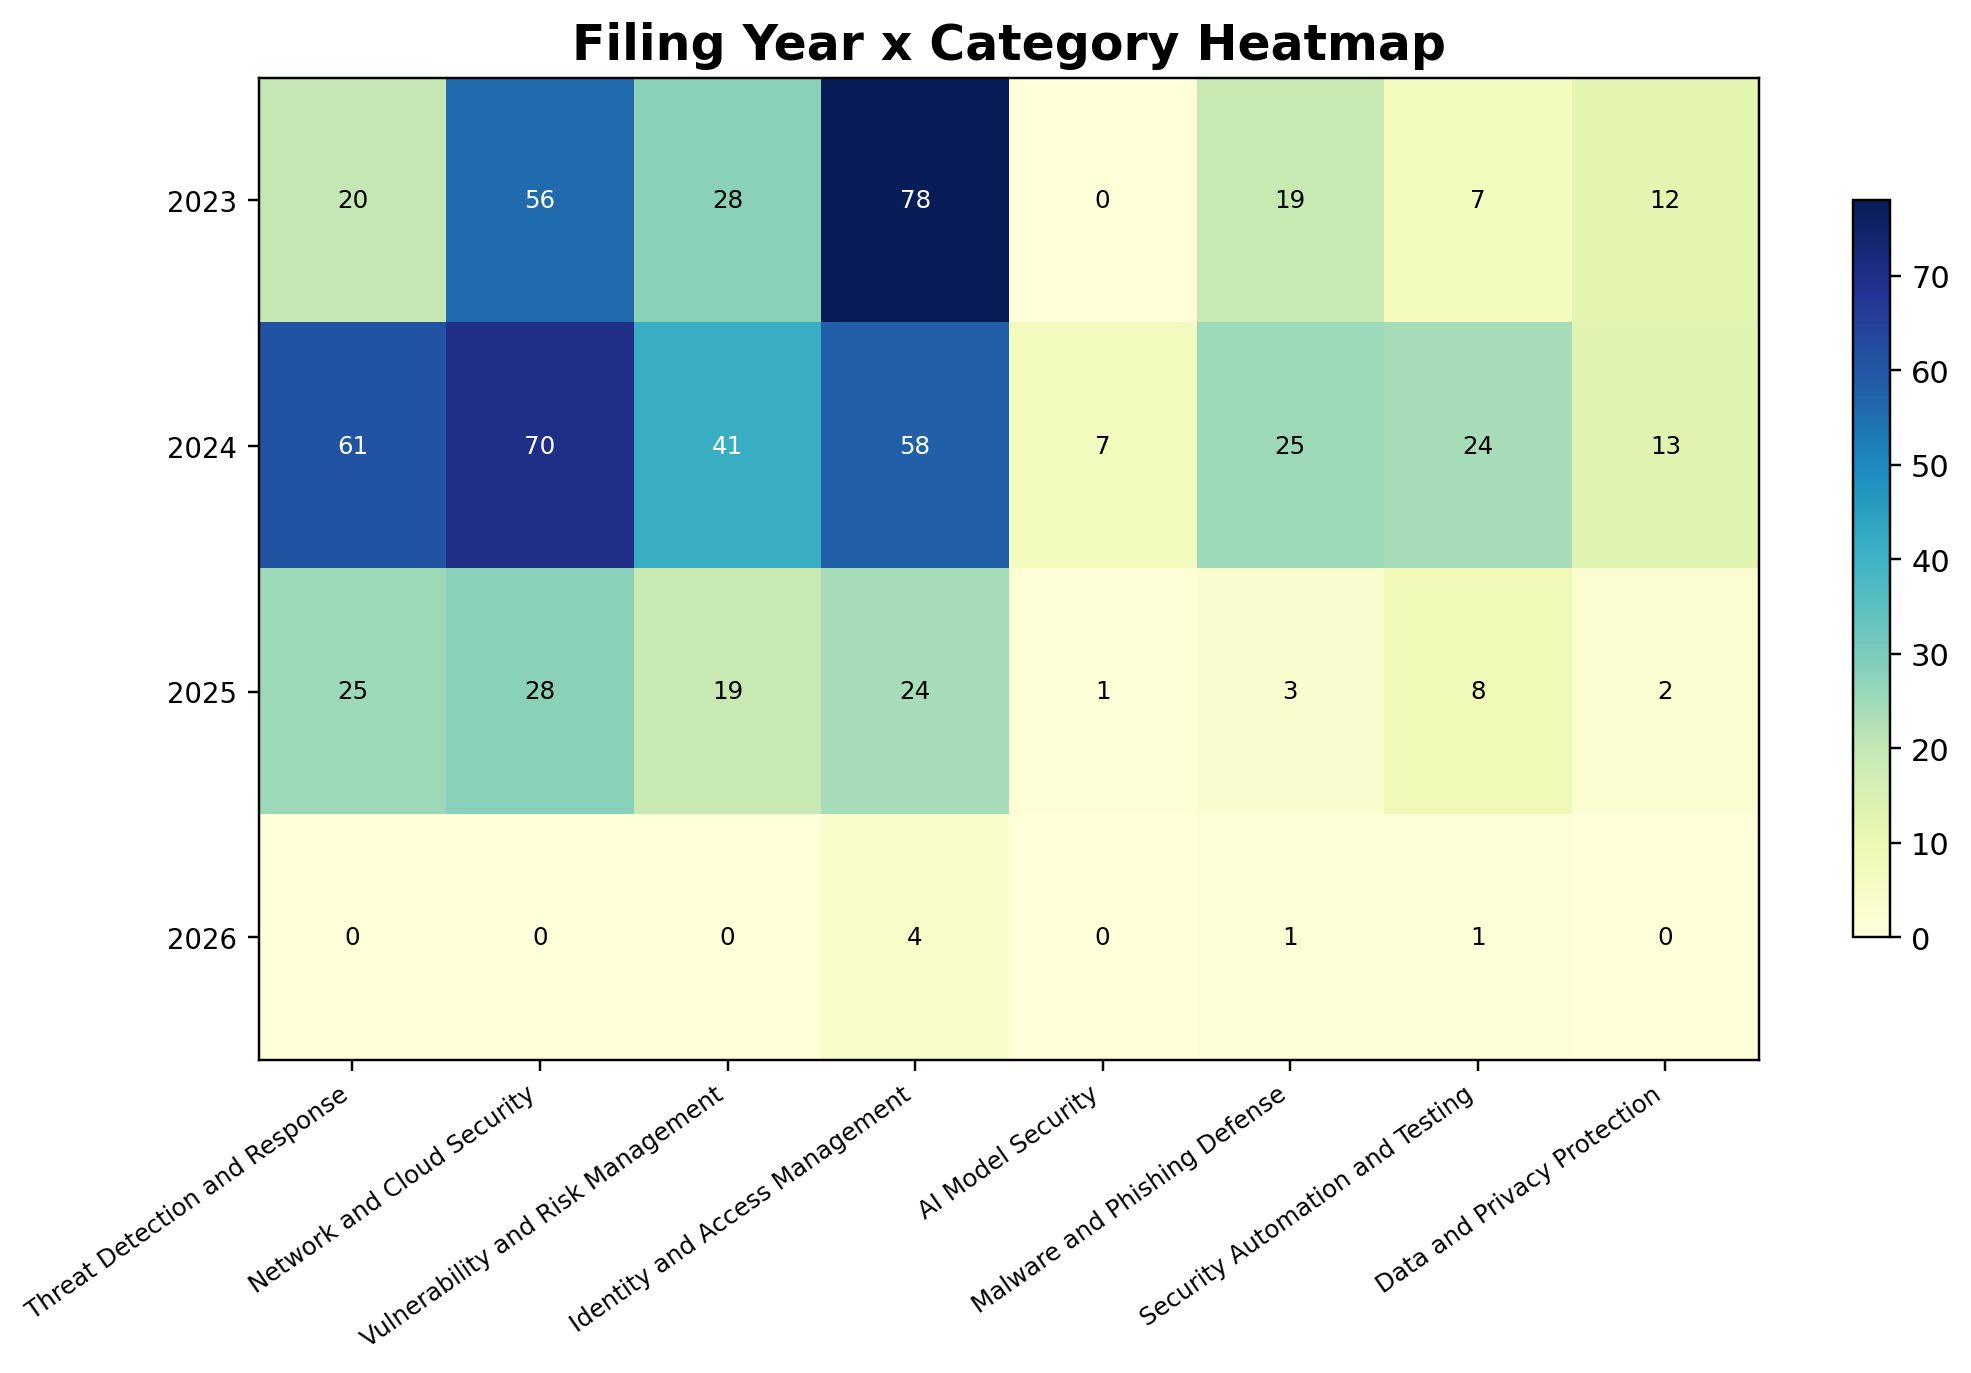 Filing Year x Category Heatmap
2023 20 56 28 78 0 19 7 12
2024 61 70 41 58 7 25 24 13
2025 25 28 19 24 1 3 8 2
2026 0 0 0 4 0 1 1 0
Threat Detection and Response
Network and Cloud Security
Vulnerability and Risk Management
Identity and Access Management
AI Model Security
Malware and Phishing Defense
Security Automation and Testing
Data and Privacy Protection
70
60
50
40
30
20
10
0